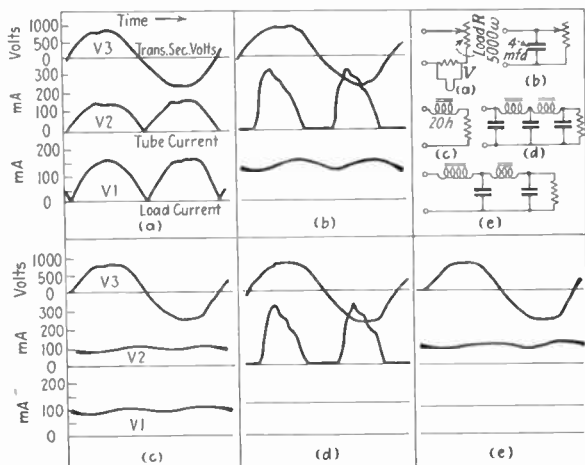 Time →
Volts
1000
500
0
V3
Trans. Sec. Volts
mA
300
200
100
0
V2
Tube Current
mA
200
100
0
V1
Load Current
(a)
(b)
Load R
5000 ω
V
(a)
4-
mfd
(b)
20h
(c)
(d)
(e)
Volts
1000
500
0
V3
mA
200
100
0
V2
mA
200
100
0
V1
(c)
(d)
(e)